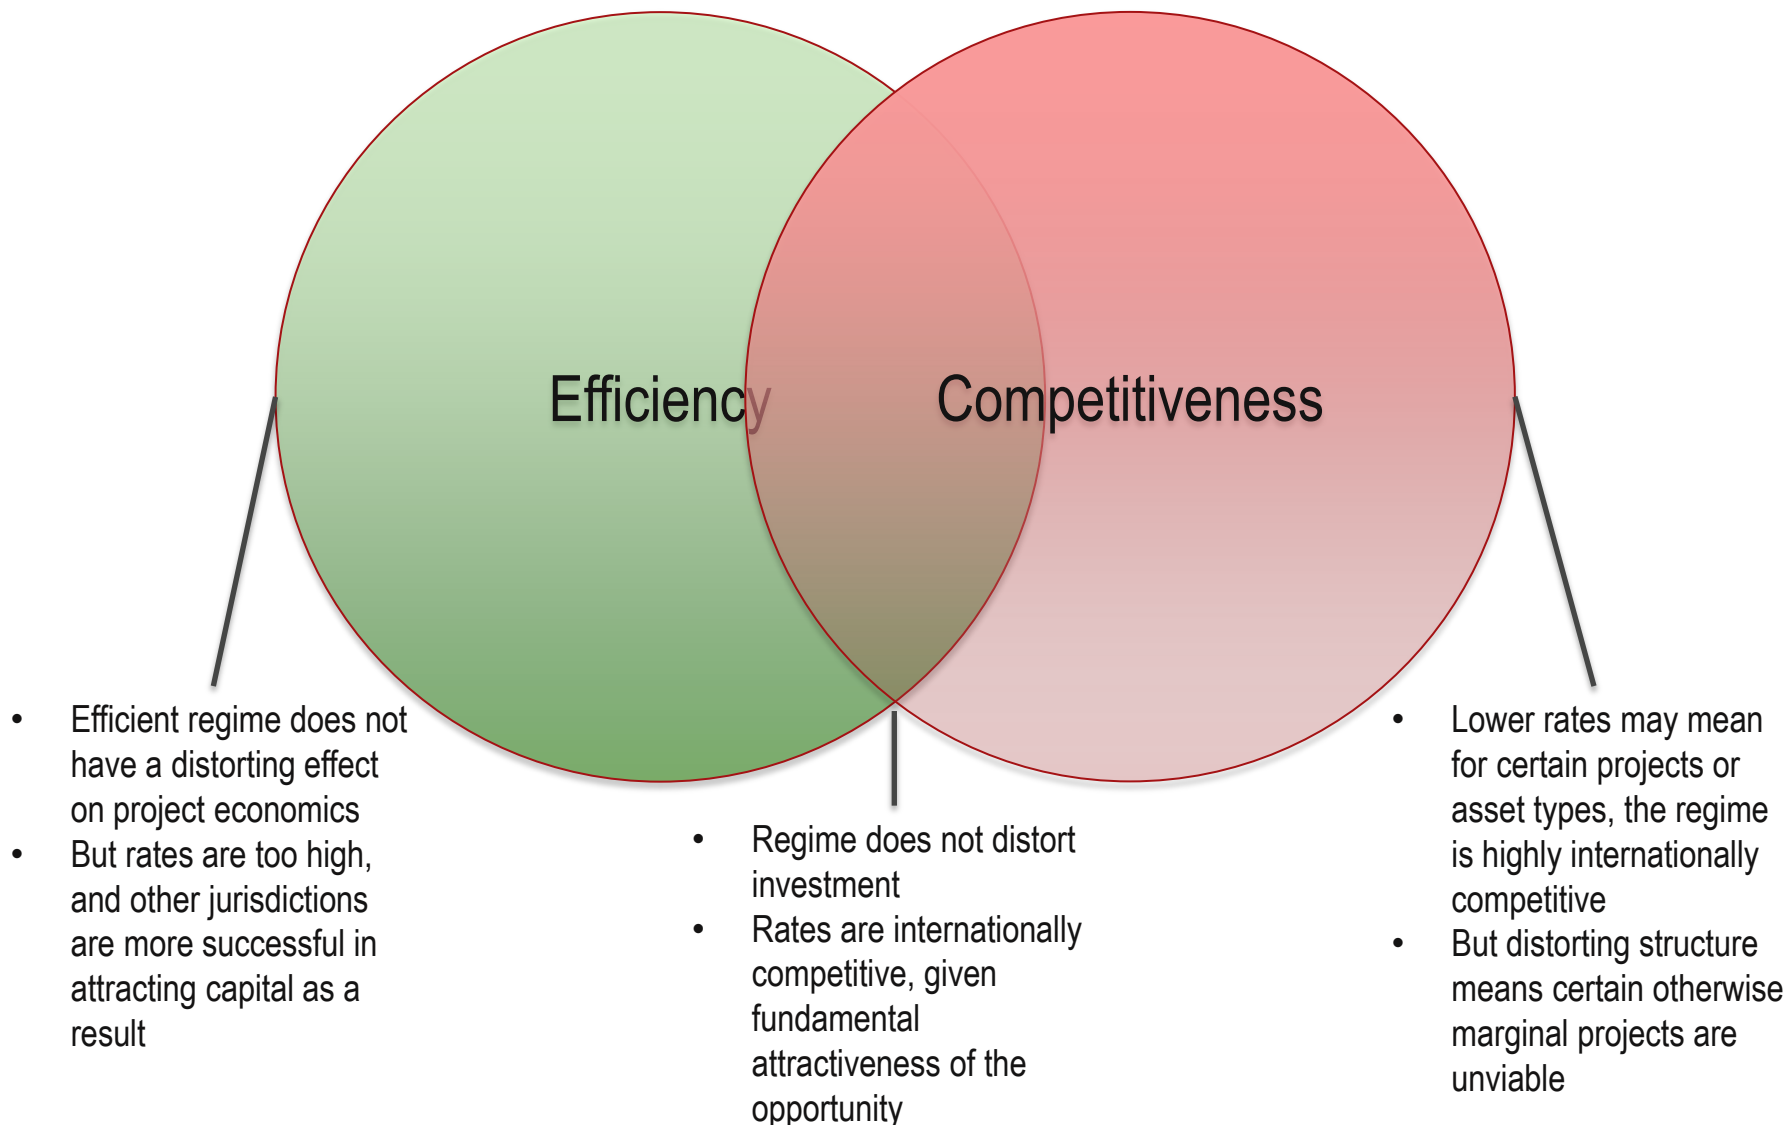 Efficiency
Competitiveness
• Efficient regime does not
have a distorting effect
on project economics
• But rates are too high,
and other jurisdictions
are more successful in
attracting capital as a
result
• Regime does not distort
investment
• Rates are internationally
competitive, given
fundamental
attractiveness of the
opportunity
• Lower rates may mean
for certain projects or
asset types, the regime
is highly internationally
competitive
• But distorting structure
means certain otherwise
marginal projects are
unviable